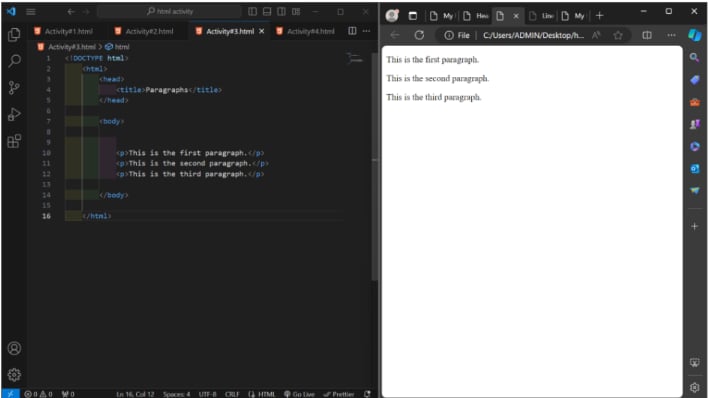 html activity
Activity#1.html
Activity#2.html
Activity#3.html
Activity#4.html
Activity#3.html > html
1 <!DOCTYPE html>
2 <html>
3 <head>
4 <title>Paragraphs</title>
5 </head>
6
7 <body>
8
9
10 <p>This is the first paragraph.</p>
11 <p>This is the second paragraph.</p>
12 <p>This is the third paragraph.</p>
13
14 </body>
15
16 </html>
0 0 0
Ln 16, Col 12
Spaces: 4
UTF-8
CRLF
HTML
Go Live
Prettier
My
My
File
C:/Users/ADMIN/Desktop/h...
This is the first paragraph.
This is the second paragraph.
This is the third paragraph.